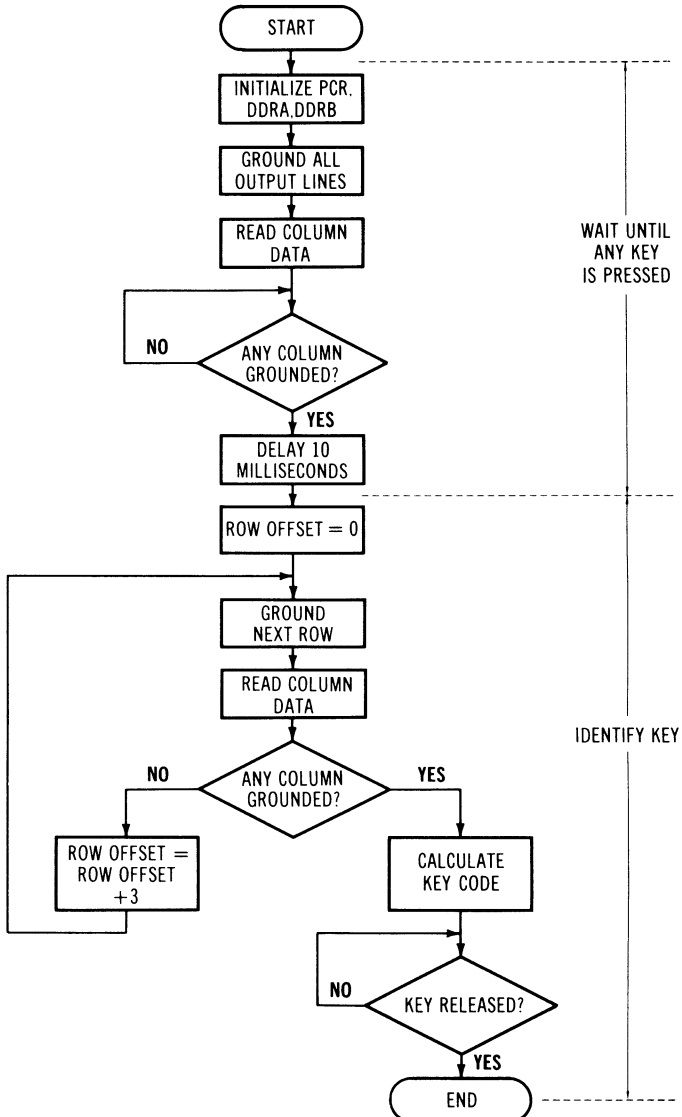 START
INITIALIZE PCR,
DDRA,DDRB
GROUND ALL
OUTPUT LINES
READ COLUMN
DATA
WAIT UNTIL
ANY KEY
IS PRESSED
NO
ANY COLUMN
GROUNDED?
YES
DELAY 10
MILLISECONDS
ROW OFFSET = 0
GROUND
NEXT ROW
READ COLUMN
DATA
IDENTIFY KEY
NO
ANY COLUMN
GROUNDED?
YES
ROW OFFSET =
ROW OFFSET
+3
CALCULATE
KEY CODE
NO
KEY RELEASED?
YES
END